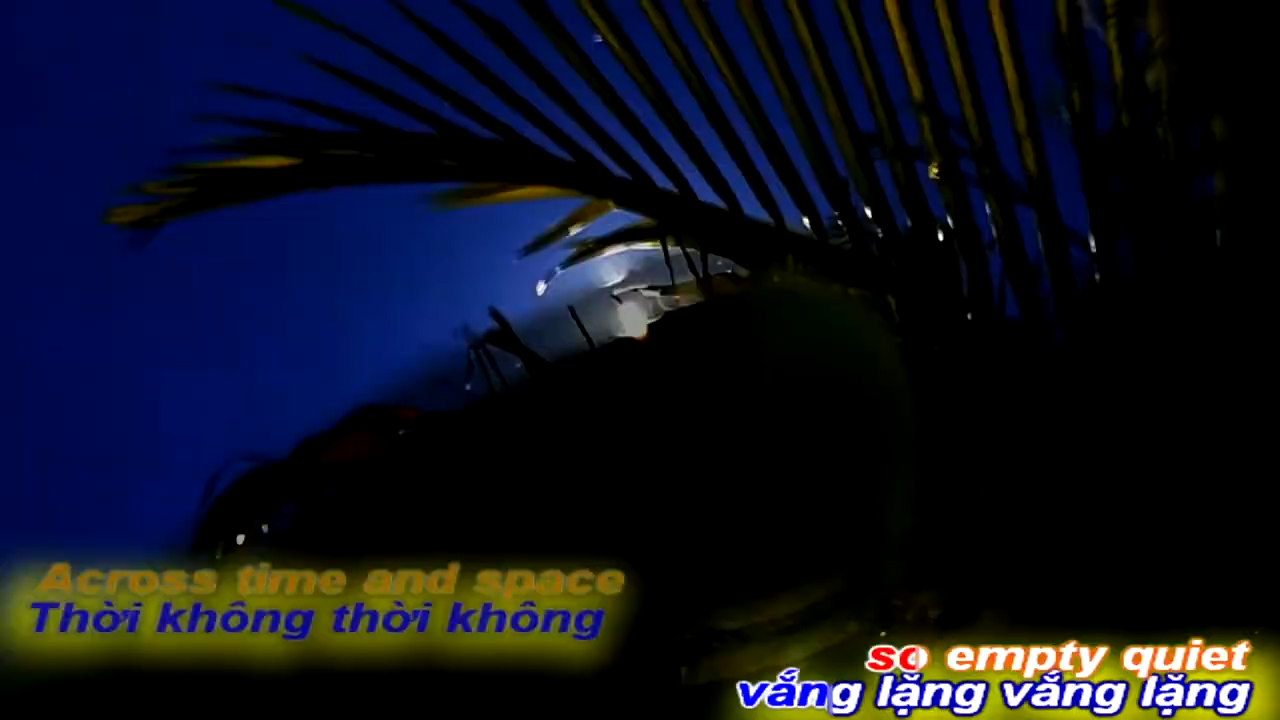 Across time and space
Thời không thời không
so empty quiet
vắng lặng vắng lặng